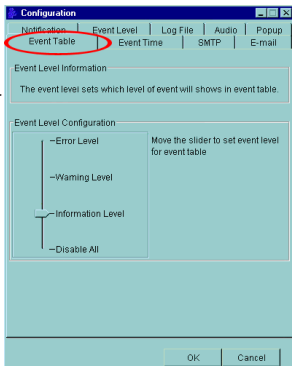 Configuration
Notification Event Level Log File Audio Popup
Event Table Event Time SMTP E-mail
Event Level Information
The event level sets which level of event will shows in event table.
Event Level Configuration
Error Level
Warning Level
Information Level
Disable All
Move the slider to set event level
for event table
OK Cancel